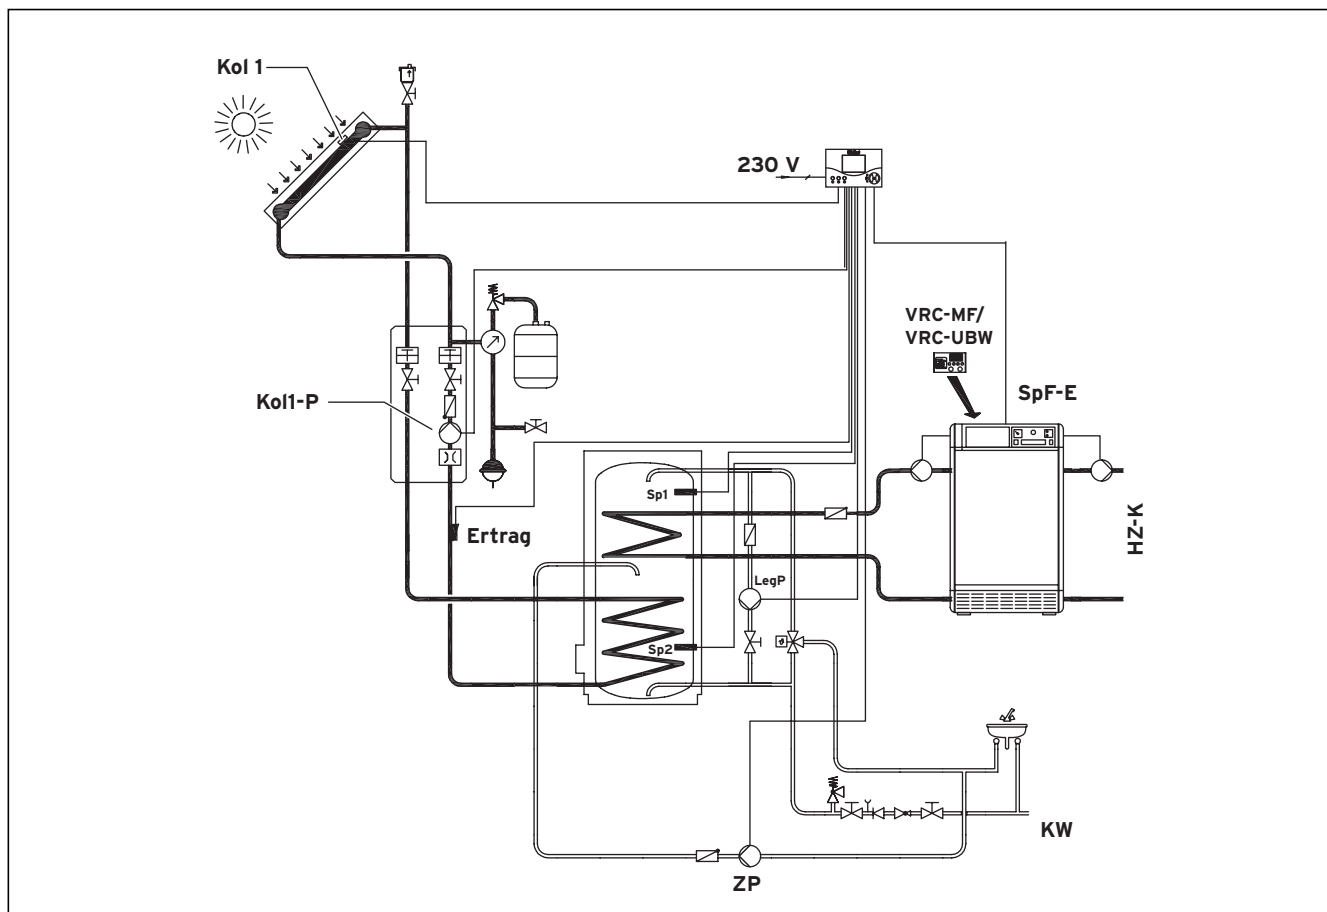 Kol 1
230 V
VRC-MF/
VRC-UBW
SpF-E
Kol1-P
Sp1
Ertrag
HZ-K
LegP
Sp2
KW
ZP